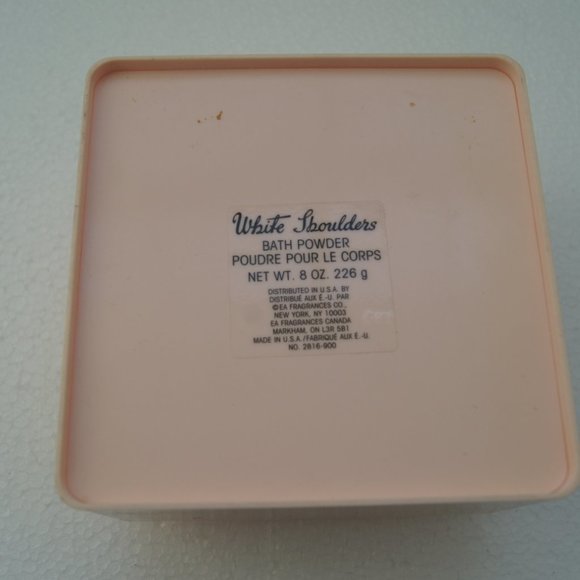 White Shoulders
BATH POWDER
POUDRE POUR LE CORPS
NET WT. 8 OZ. 226 g
DISTRIBUTED IN U.S.A. BY
DISTRIBUÉ AUX É.-U. PAR
© EA FRAGRANCES CO.,
NEW YORK, NY 10003
EA FRAGRANCES CANADA
MARKHAM, ON L3R 5B1
MADE IN U.S.A./FABRIQUÉ AUX É.-U.
NO. 2816-900